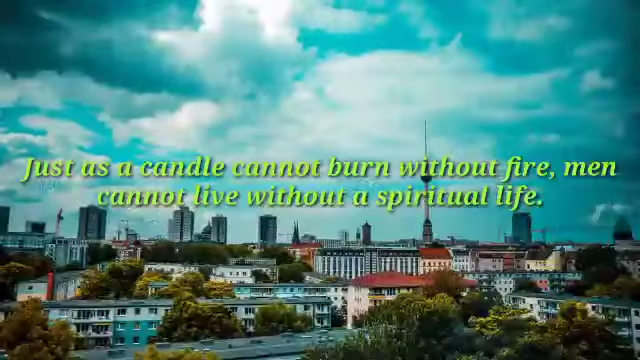 Just as a candle cannot burn without fire, men
cannot live without a spiritual life.